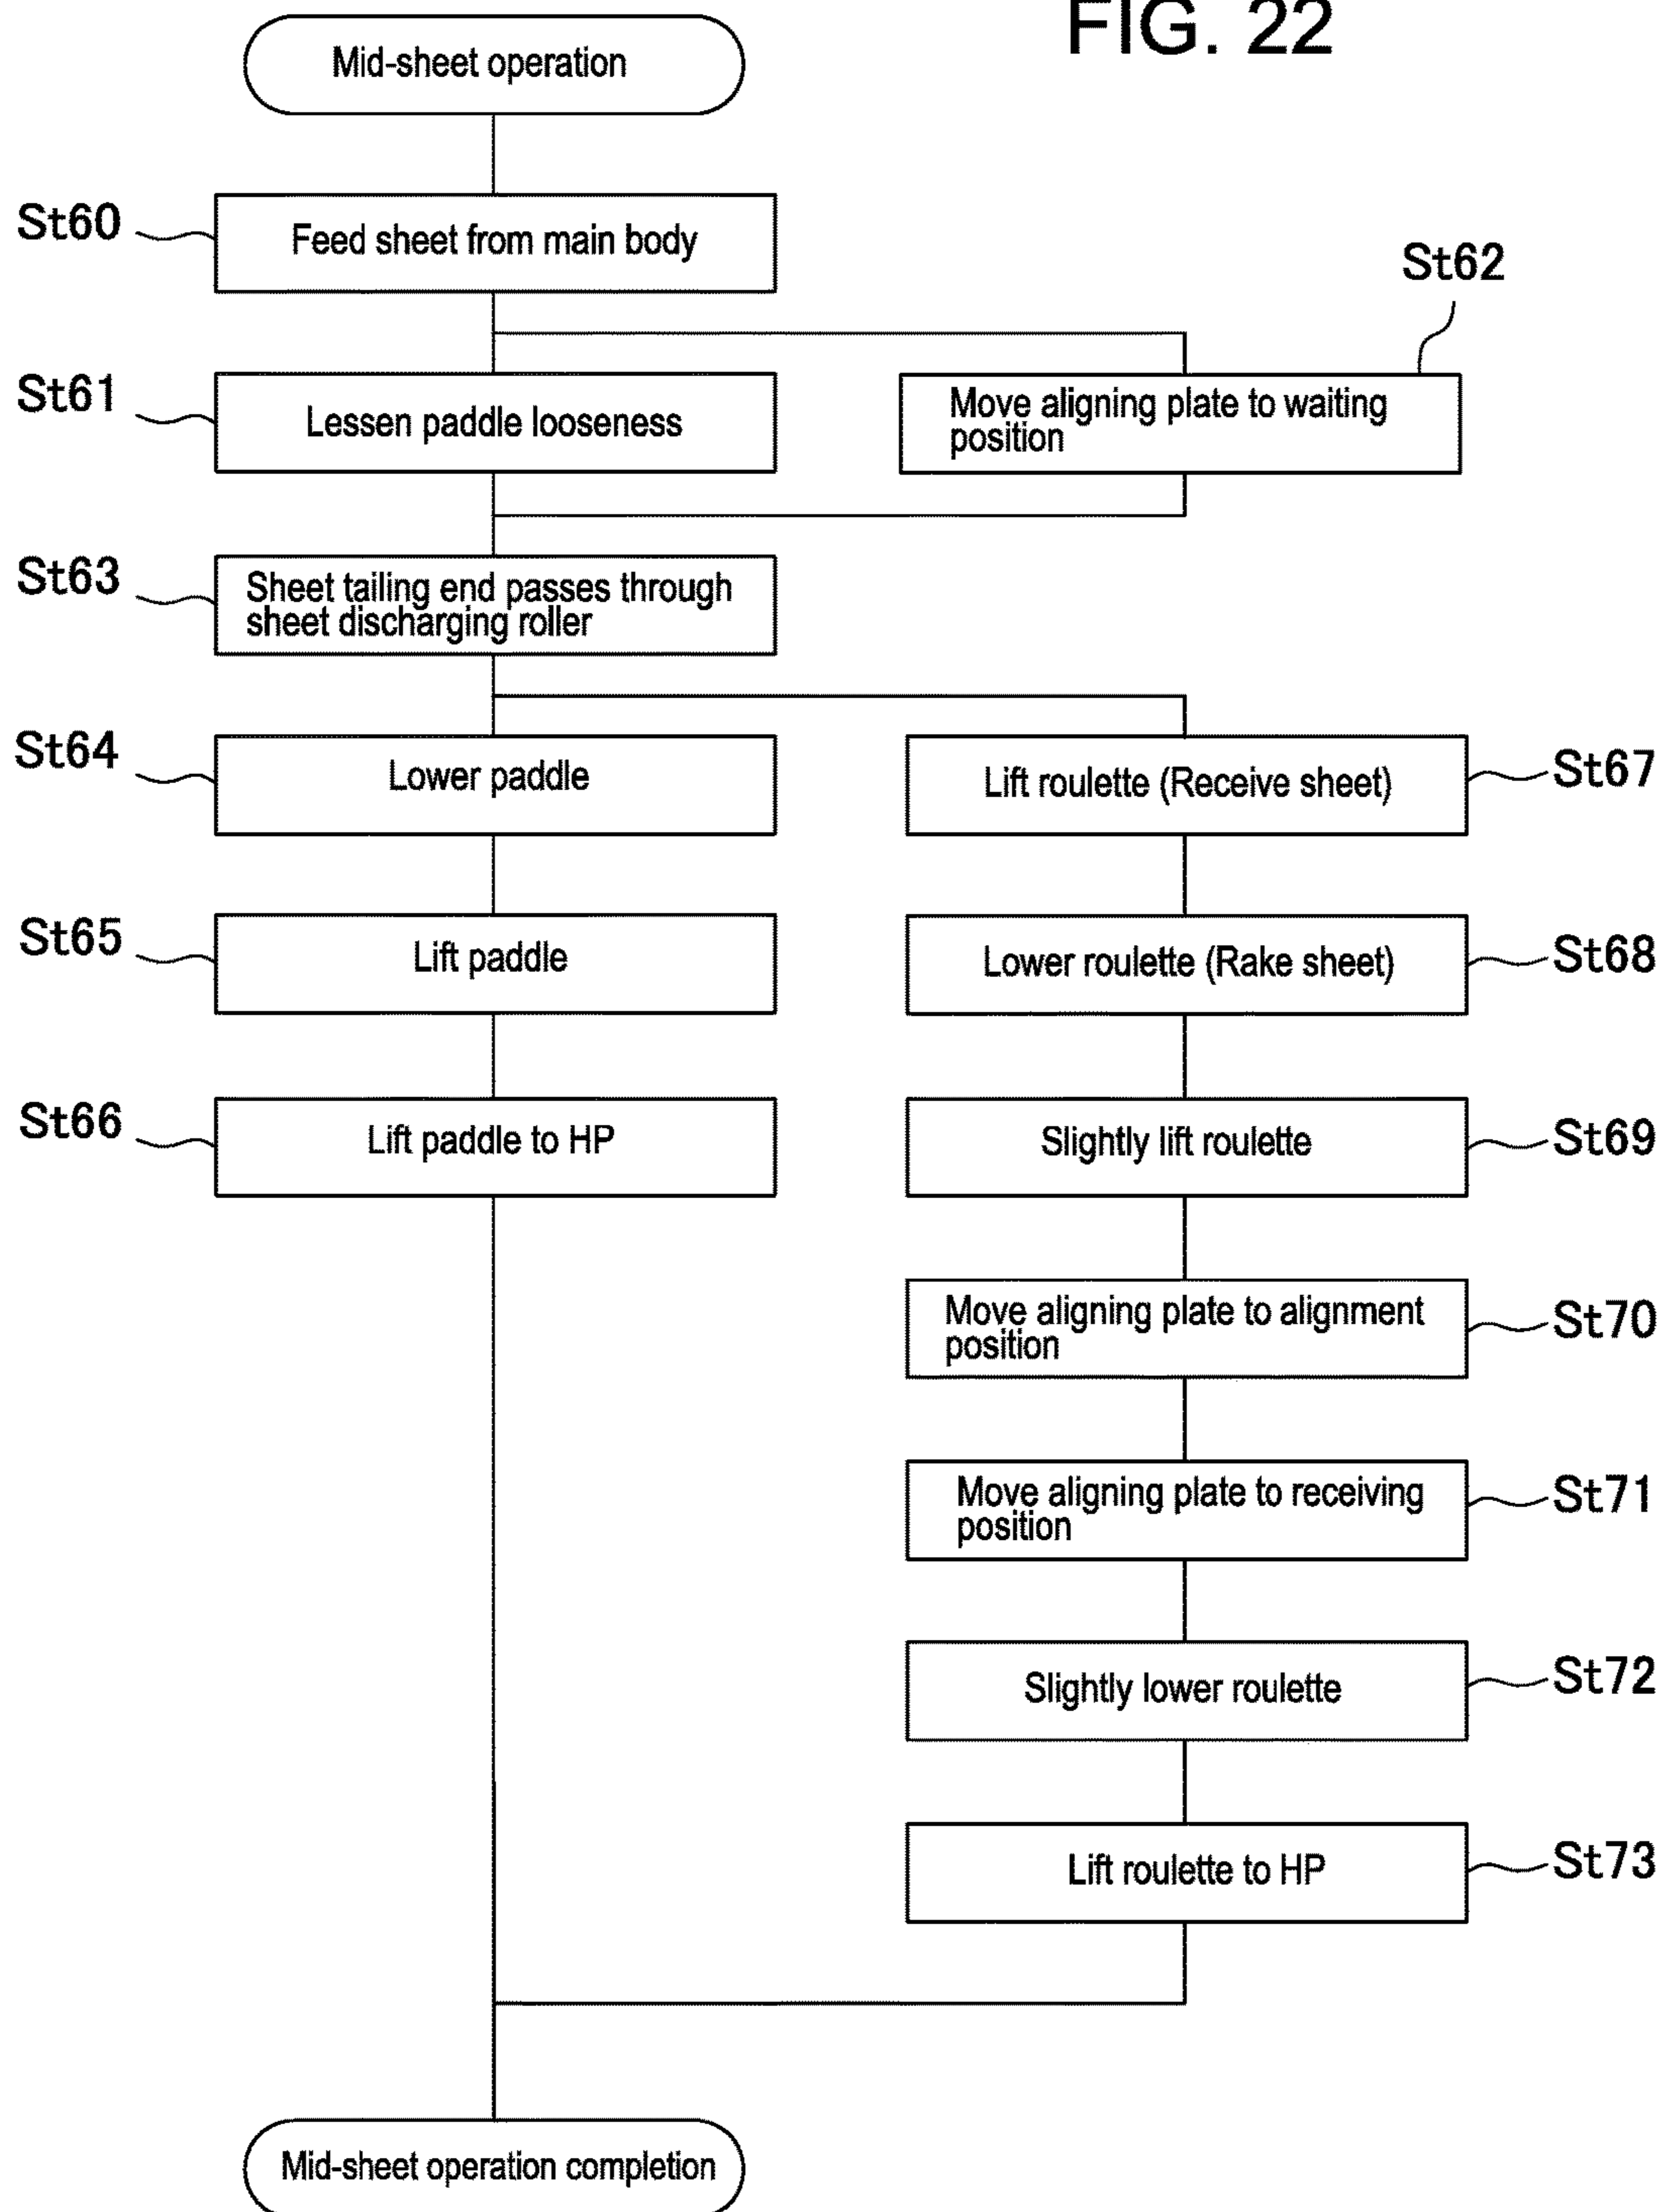 FIG. 22
Mid-sheet operation
St60
Feed sheet from main body
St62
St61
Lessen paddle looseness
Move aligning plate to waiting
position
St63
Sheet tailing end passes through
sheet discharging roller
St64
Lower paddle
Lift roulette (Receive sheet)
St67
St65
Lift paddle
Lower roulette (Rake sheet)
St68
St66
Lift paddle to HP
Slightly lift roulette
St69
Move aligning plate to alignment
position
St70
Move aligning plate to receiving
position
St71
Slightly lower roulette
St72
Lift roulette to HP
St73
Mid-sheet operation completion